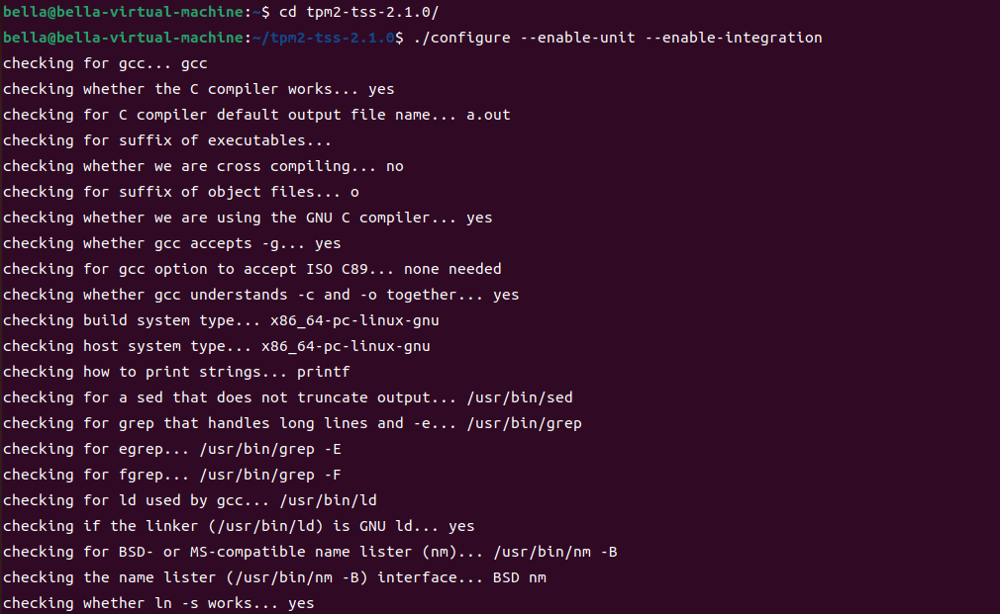 bella@bella-virtual-machine:~$ cd tpm2-tss-2.1.0/
bella@bella-virtual-machine:~/tpm2-tss-2.1.0$ ./configure --enable-unit --enable-integration
checking for gcc... gcc
checking whether the C compiler works... yes
checking for C compiler default output file name... a.out
checking for suffix of executables...
checking whether we are cross compiling... no
checking for suffix of object files... o
checking whether we are using the GNU C compiler... yes
checking whether gcc accepts -g... yes
checking for gcc option to accept ISO C89... none needed
checking whether gcc understands -c and -o together... yes
checking build system type... x86_64-pc-linux-gnu
checking host system type... x86_64-pc-linux-gnu
checking how to print strings... printf
checking for a sed that does not truncate output... /usr/bin/sed
checking for grep that handles long lines and -e... /usr/bin/grep
checking for egrep... /usr/bin/grep -E
checking for fgrep... /usr/bin/grep -F
checking for ld used by gcc... /usr/bin/ld
checking if the linker (/usr/bin/ld) is GNU ld... yes
checking for BSD- or MS-compatible name lister (nm)... /usr/bin/nm -B
checking the name lister (/usr/bin/nm -B) interface... BSD nm
checking whether ln -s works... yes